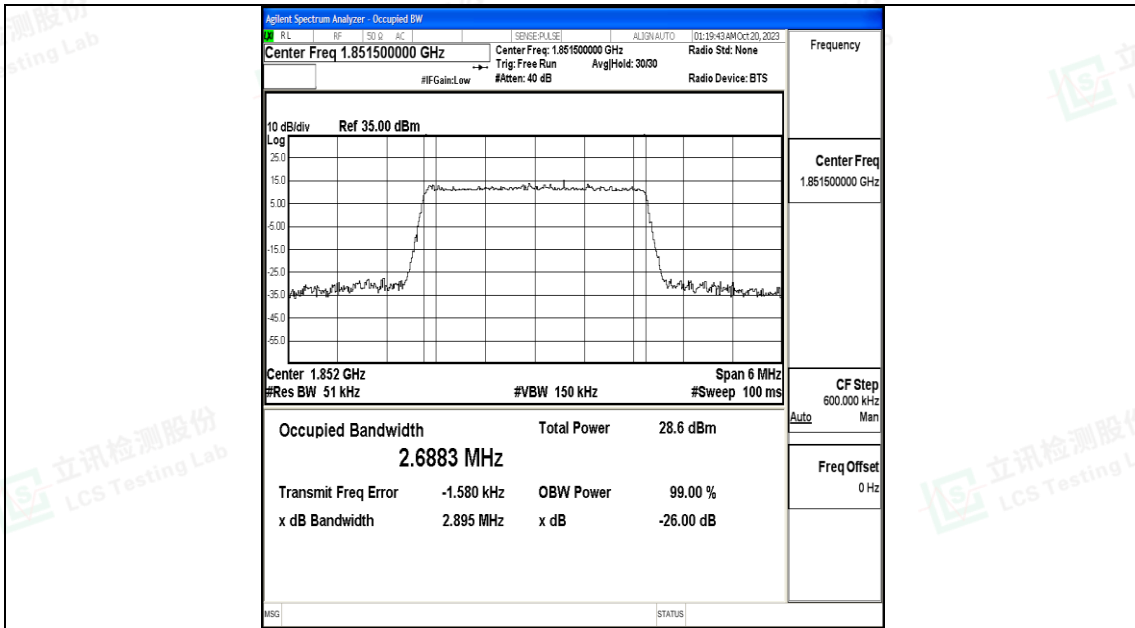 Agilent Spectrum Analyzer - Occupied BW
RL RF 50 Ω AC SENSE:PULSE ALIGN AUTO 01:19:43 AM Oct 20, 2023
Center Freq 1.851500000 GHz
Center Freq: 1.851500000 GHz
Radio Std: None
Trig: Free Run Avg|Hold: 30/30
#IFGain:Low
#Atten: 40 dB
Radio Device: BTS
Frequency
10 dB/div Ref 35.00 dBm
Log
25.0
15.0
5.00
-5.00
-15.0
-25.0
-35.0
-45.0
-55.0
Center Freq
1.851500000 GHz
Center 1.852 GHz
Span 6 MHz
#Res BW 51 kHz
#VBW 150 kHz
#Sweep 100 ms
CF Step
600.000 kHz
Auto Man
Occupied Bandwidth
Total Power 28.6 dBm
2.6883 MHz
Transmit Freq Error -1.580 kHz
OBW Power 99.00 %
x dB Bandwidth 2.895 MHz
x dB -26.00 dB
Freq Offset
0 Hz
MSG
STATUS
立讯检测股份
LCS Testing Lab
立讯检测股份
LCS Testing L
测股份
esting Lab
立